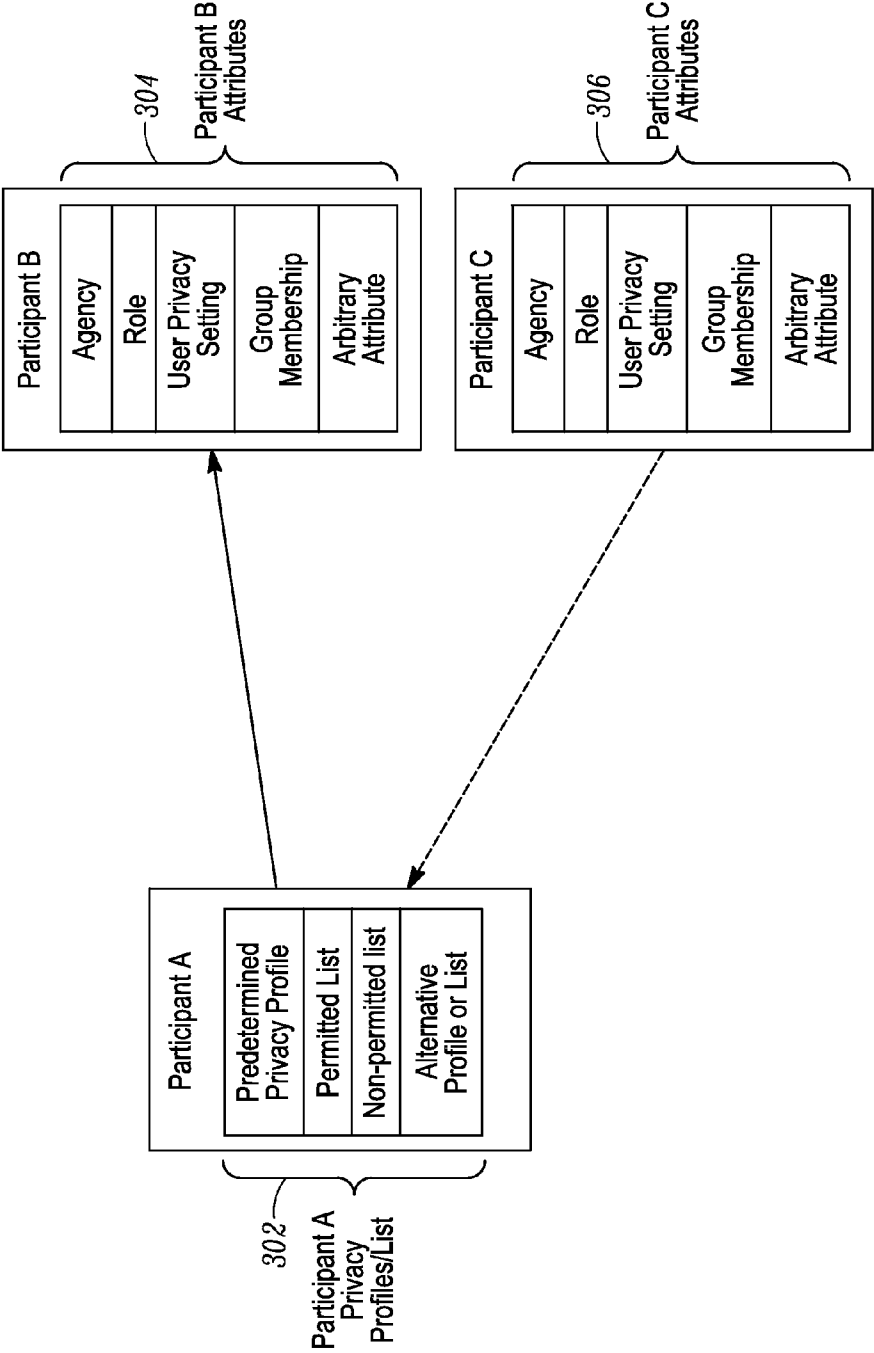 302
Participant A
Privacy
Profiles/List
Participant A
Predetermined
Privacy Profile
Permitted List
Non-permitted list
Alternative
Profile or List
Participant B
Agency
Role
User Privacy
Setting
Group
Membership
Arbitrary
Attribute
304
Participant B
Attributes
Participant C
Agency
Role
User Privacy
Setting
Group
Membership
Arbitrary
Attribute
306
Participant C
Attributes